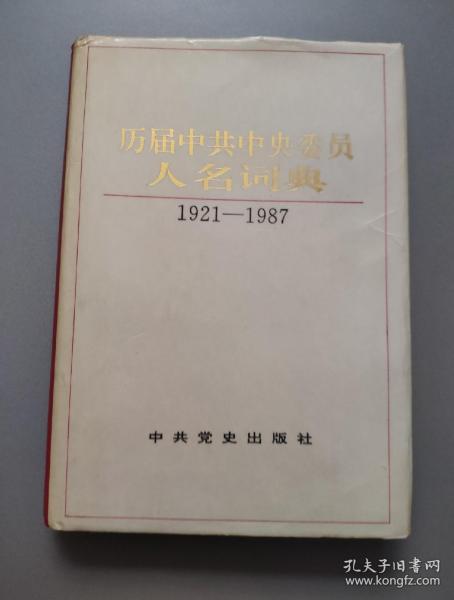 历届中共中央委员
人名词典
1921—1987
中共党史出版社
孔夫子旧书网
www.kongfz.com